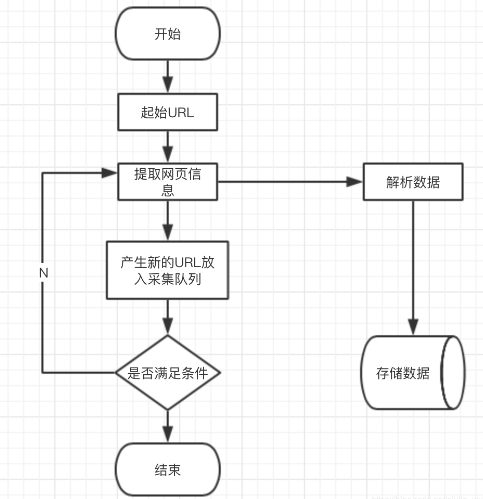 开始
起始URL
提取网页信
息
解析数据
产生新的URL放
入采集队列
N
是否满足条件
存储数据
结束